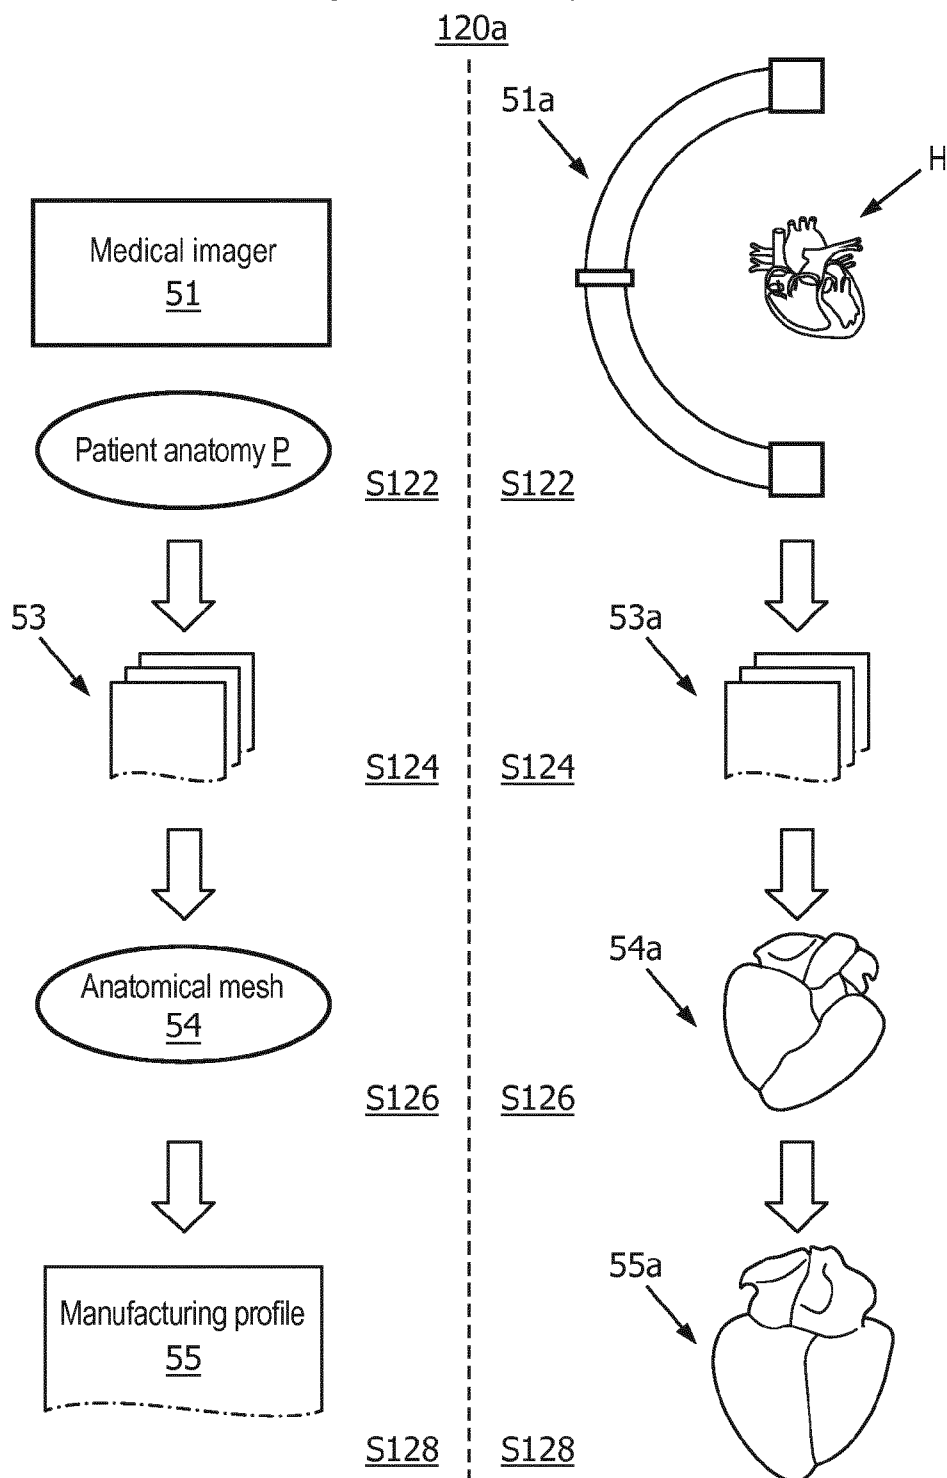 120a
51a
H
Medical imager
51
Patient anatomy P
S122
S122
53
53a
S124
S124
Anatomical mesh
54
54a
S126
S126
Manufacturing profile
55
55a
S128
S128